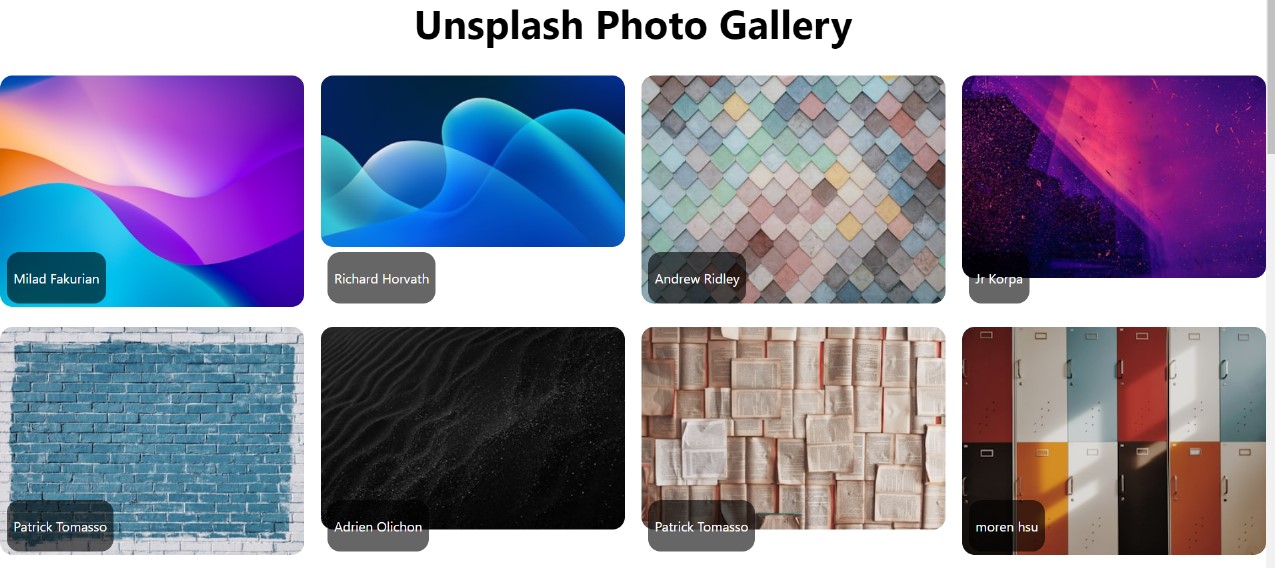 Unsplash Photo Gallery
Milad Fakurian
Richard Horvath
Andrew Ridley
Jr Korpa
Patrick Tomasso
Adrien Olichon
Patrick Tomasso
moren hsu